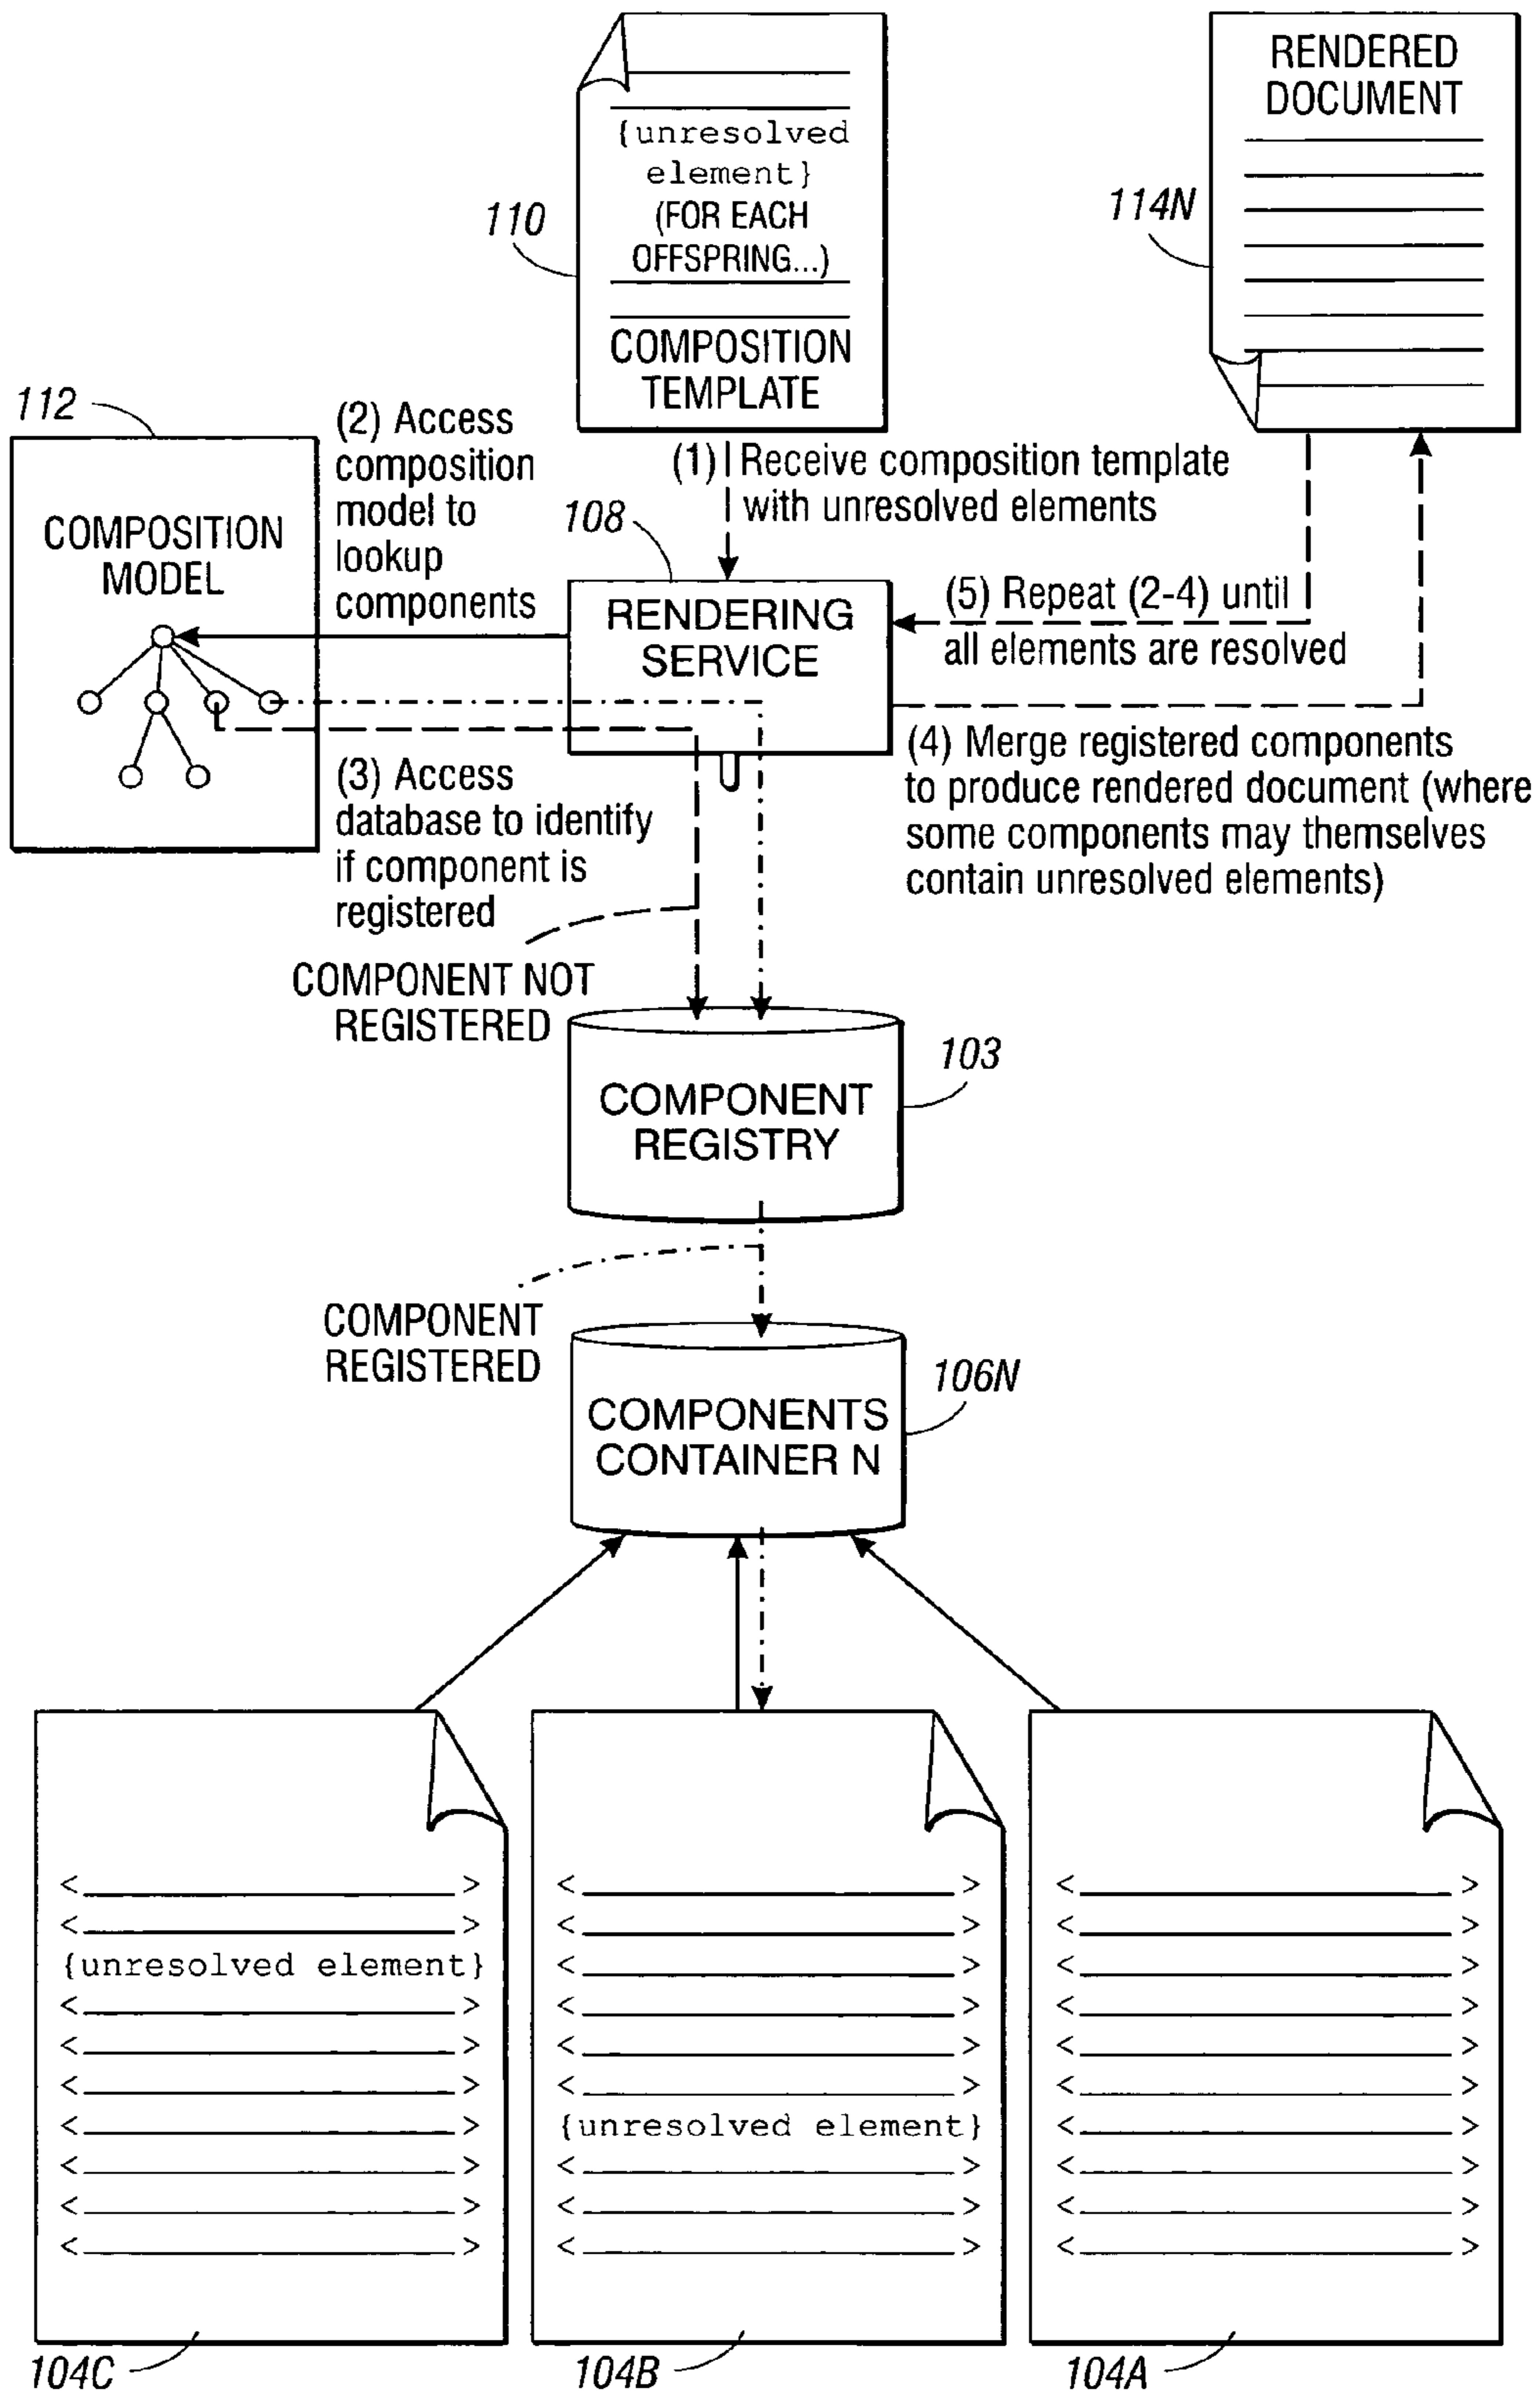 {unresolved
element}
(FOR EACH
OFFSPRING...)
COMPOSITION
TEMPLATE
110
RENDERED
DOCUMENT
114N
112
COMPOSITION
MODEL
(2) Access
composition
model to
lookup
components
(1) Receive composition template
with unresolved elements
108
RENDERING
SERVICE
(5) Repeat (2-4) until
all elements are resolved
(4) Merge registered components
to produce rendered document (where
some components may themselves
contain unresolved elements)
(3) Access
database to identify
if component is
registered
COMPONENT NOT
REGISTERED
COMPONENT
REGISTRY
103
COMPONENT
REGISTERED
COMPONENTS
CONTAINER N
106N
{unresolved element}
104C
{unresolved element}
104B
104A